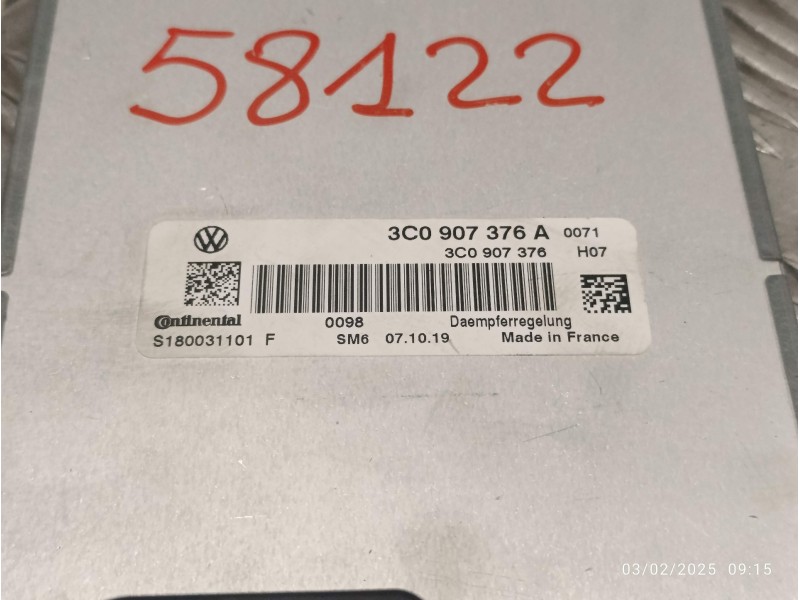 58122
3C0 907 376 A 0071
3C0 907 376 H07
Continental 0098 Daempferregelung
S180031101 F SM6 07.10.19 Made in France
03/02/2025 09:15